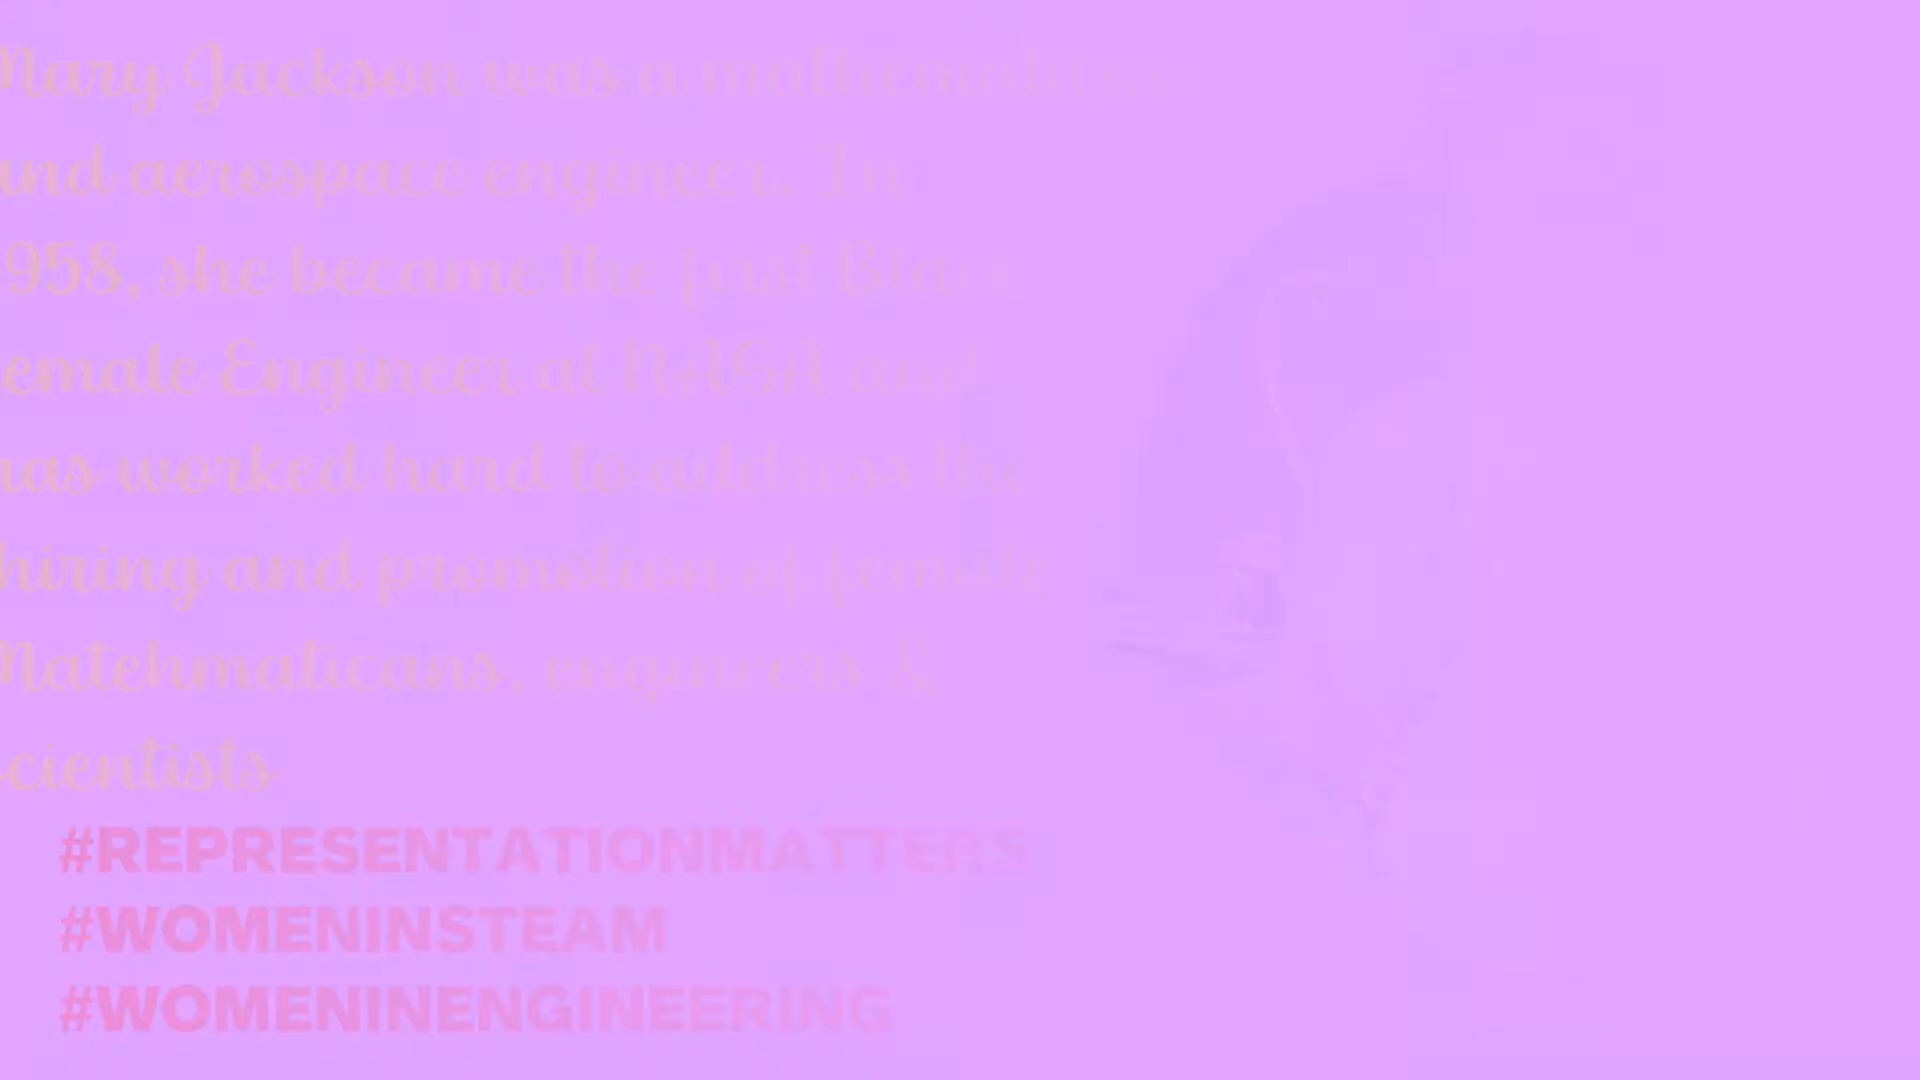 Mary Jackson was a mathematician
and aerospace engineer. In
1958, she became the first Black
female Engineer at NASA and
has worked hard to address the
hiring and promotion of female
Matehmaticans, engineers &
scientists
#REPRESENTATIONMATTERS
#WOMENINSTEAM
#WOMENINENGINEERING